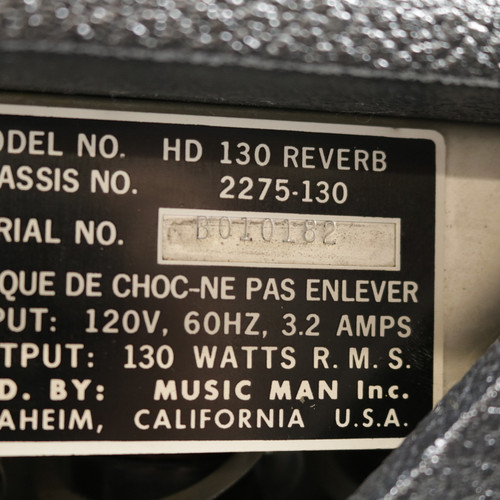 ODEL NO. HD 130 REVERB
ASSIS NO. 2275-130
RIAL NO. B010182
QUE DE CHOC-NE PAS ENLEVER
PUT: 120V, 60HZ, 3.2 AMPS
TPUT: 130 WATTS R.M.S.
D. BY: MUSIC MAN Inc.
AHEIM, CALIFORNIA U.S.A.